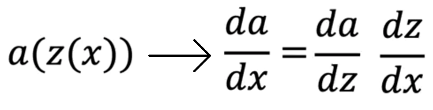 a(z(x)) ⟶ da/dx = da/dz dz/dx